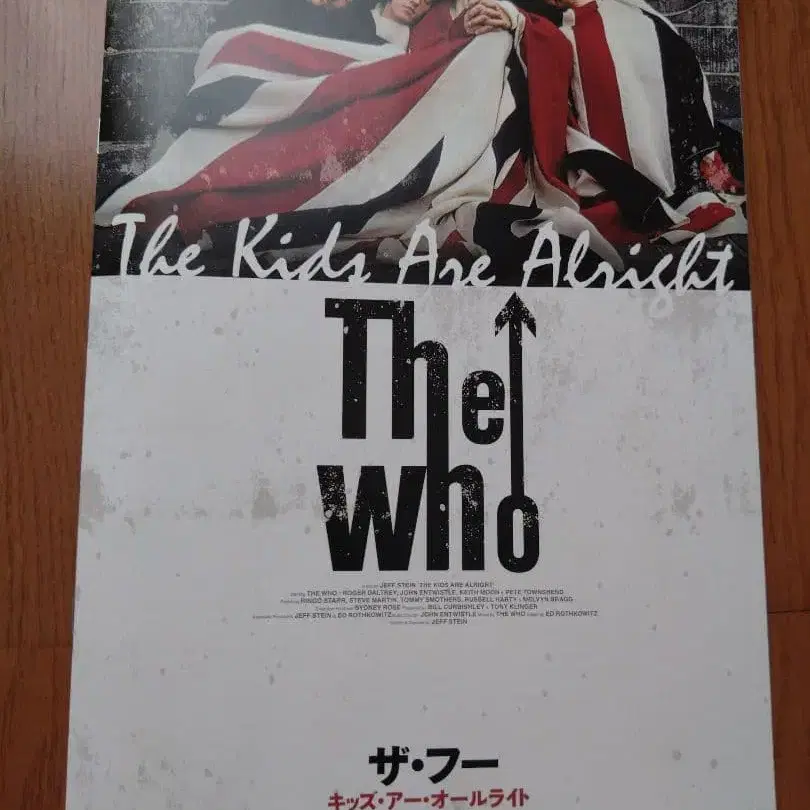 The Kids Are Alright
The
Who
JEFF STEIN 'THE KIDS ARE ALRIGHT'
THE WHO • ROGER DALTREY, JOHN ENTWISTLE, KEITH MOON & PETE TOWNSHEND
RINGO STARR, STEVE MARTIN, TOMMY SMOTHERS, RUSSELL HARTY & MELVYN BRAGG
SYDNEY ROSE BILL CURBISHLEY & TONY KLINGER
JEFF STEIN & ED ROTHKOWITZ JOHN ENTWISTLE THE WHO ED ROTHKOWITZ
JEFF STEIN
ザ・フー
キッズ・アー・オールライト